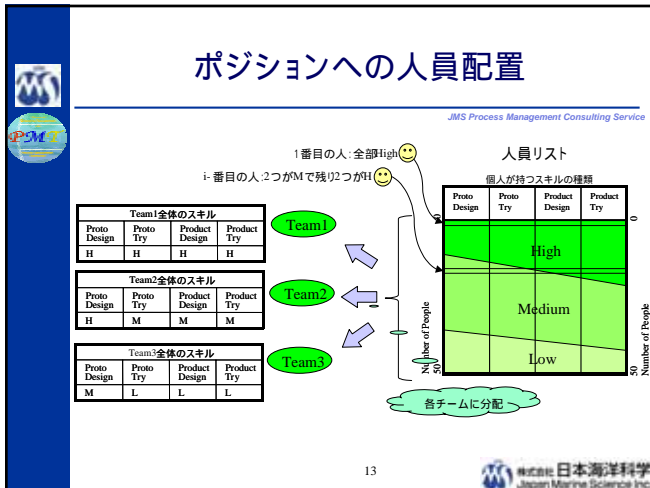 ポジションへの人員配置
JMS Process Management Consulting Service
PMT
1番目の人:全部High
i-番目の人:2つがMで残り2つがH
人員リスト
個人が持つスキルの種類
Proto Design
Proto Try
Product Design
Product Try
0
0
High
Medium
Low
Number of People
50
50
Number of People
Team1全体のスキル
Proto Design
Proto Try
Product Design
Product Try
H H H H
Team1
Team2全体のスキル
Proto Design
Proto Try
Product Design
Product Try
H M M M
Team2
Team3全体のスキル
Proto Design
Proto Try
Product Design
Product Try
M L L L
Team3
各チームに分配
13
株式会社 日本海洋科学
Japan Marine Science Inc